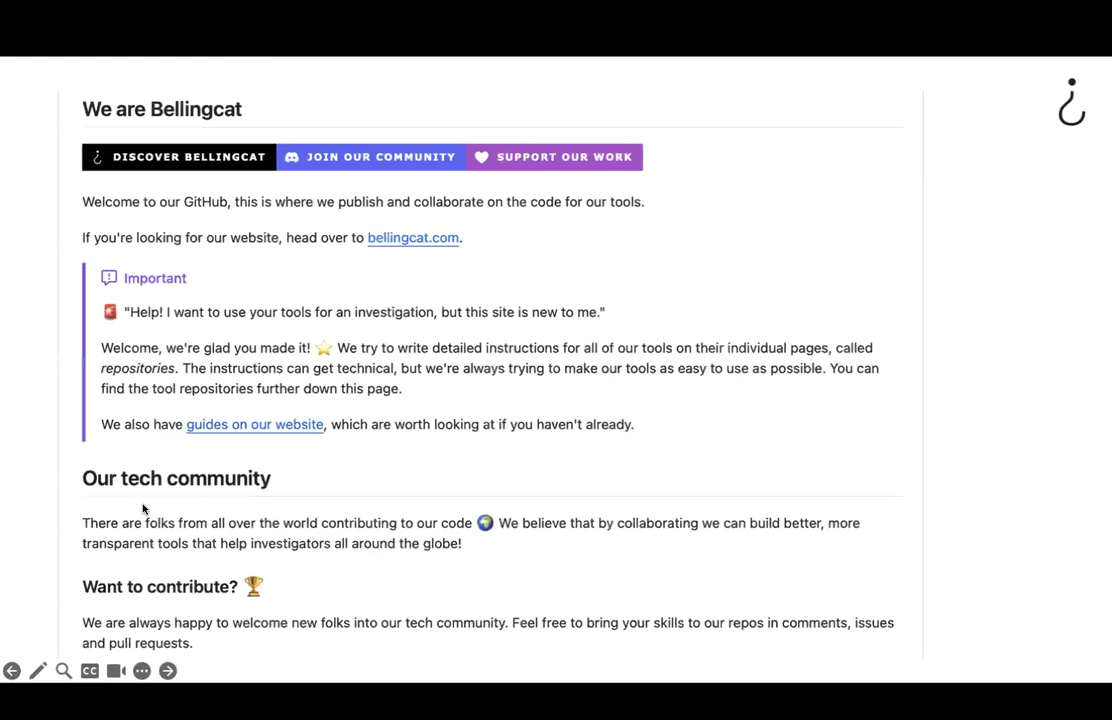 We are Bellingcat
DISCOVER BELLINGCAT JOIN OUR COMMUNITY SUPPORT OUR WORK
Welcome to our GitHub, this is where we publish and collaborate on the code for our tools.
If you're looking for our website, head over to bellingcat.com.
Important
🚨 "Help! I want to use your tools for an investigation, but this site is new to me."
Welcome, we're glad you made it! ⭐ We try to write detailed instructions for all of our tools on their individual pages, called
repositories. The instructions can get technical, but we're always trying to make our tools as easy to use as possible. You can
find the tool repositories further down this page.
We also have guides on our website, which are worth looking at if you haven't already.
Our tech community
There are folks from all over the world contributing to our code 🌍 We believe that by collaborating we can build better, more
transparent tools that help investigators all around the globe!
Want to contribute? 🏆
We are always happy to welcome new folks into our tech community. Feel free to bring your skills to our repos in comments, issues
and pull requests.
CC